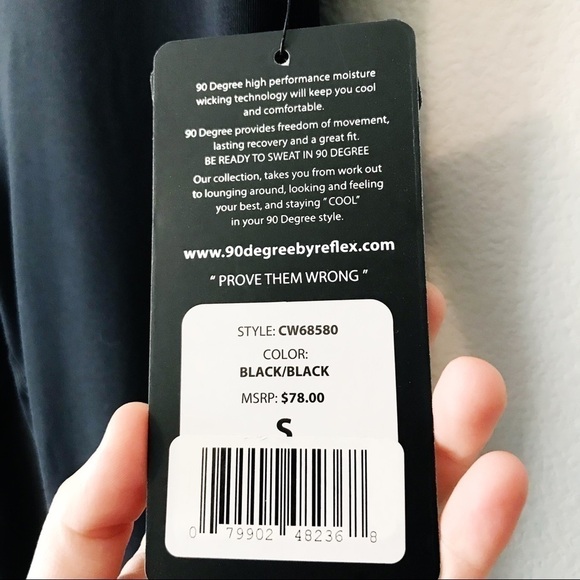 90 Degree high performance moisture
wicking technology will keep you cool
and comfortable.
90 Degree provides freedom of movement,
lasting recovery and a great fit.
BE READY TO SWEAT IN 90 DEGREE
Our collection, takes you from work out
to lounging around, looking and feeling
your best, and staying "COOL"
in your 90 Degree style.
www.90degreebyreflex.com
" PROVE THEM WRONG "
STYLE: CW68580
COLOR:
BLACK/BLACK
MSRP: $78.00
S
0 79902 48236 8